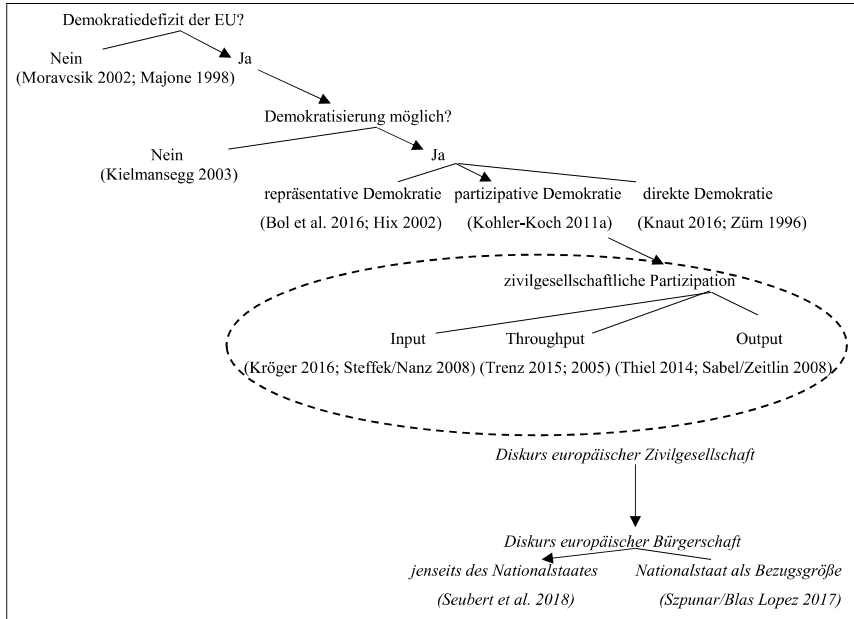 Demokratiedefizit der EU?
Nein
Ja
(Moravcsik 2002; Majone 1998)
Demokratisierung möglich?
Nein
Ja
(Kielmansegg 2003)
repräsentative Demokratie partizipative Demokratie direkte Demokratie
(Bol et al. 2016; Hix 2002) (Kohler-Koch 2011a) (Knaut 2016; Zürn 1996)
zivilgesellschaftliche Partizipation
Input Throughput Output
(Kröger 2016; Steffek/Nanz 2008) (Trenz 2015; 2005) (Thiel 2014; Sabel/Zeitlin 2008)
Diskurs europäischer Zivilgesellschaft
Diskurs europäischer Bürgerschaft
jenseits des Nationalstaates Nationalstaat als Bezugsgröße
(Seubert et al. 2018) (Szpunar/Blas Lopez 2017)